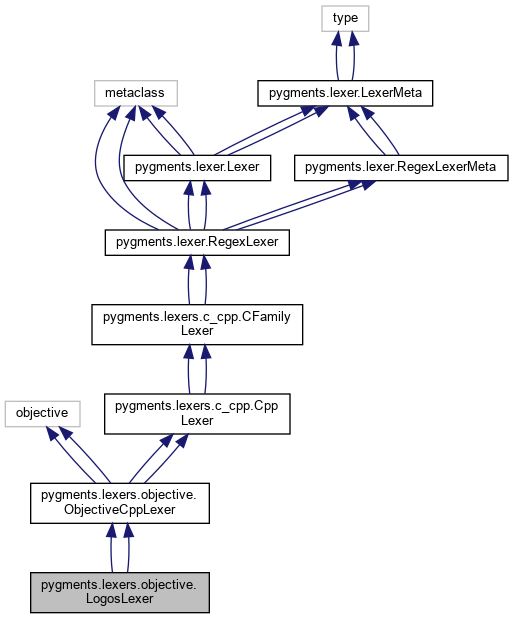 type
metaclass
pygments.lexer.LexerMeta
pygments.lexer.Lexer
pygments.lexer.RegexLexerMeta
pygments.lexer.RegexLexer
pygments.lexers.c_cpp.CFamily
Lexer
pygments.lexers.c_cpp.Cpp
Lexer
objective
pygments.lexers.objective.
ObjectiveCppLexer
pygments.lexers.objective.
LogosLexer